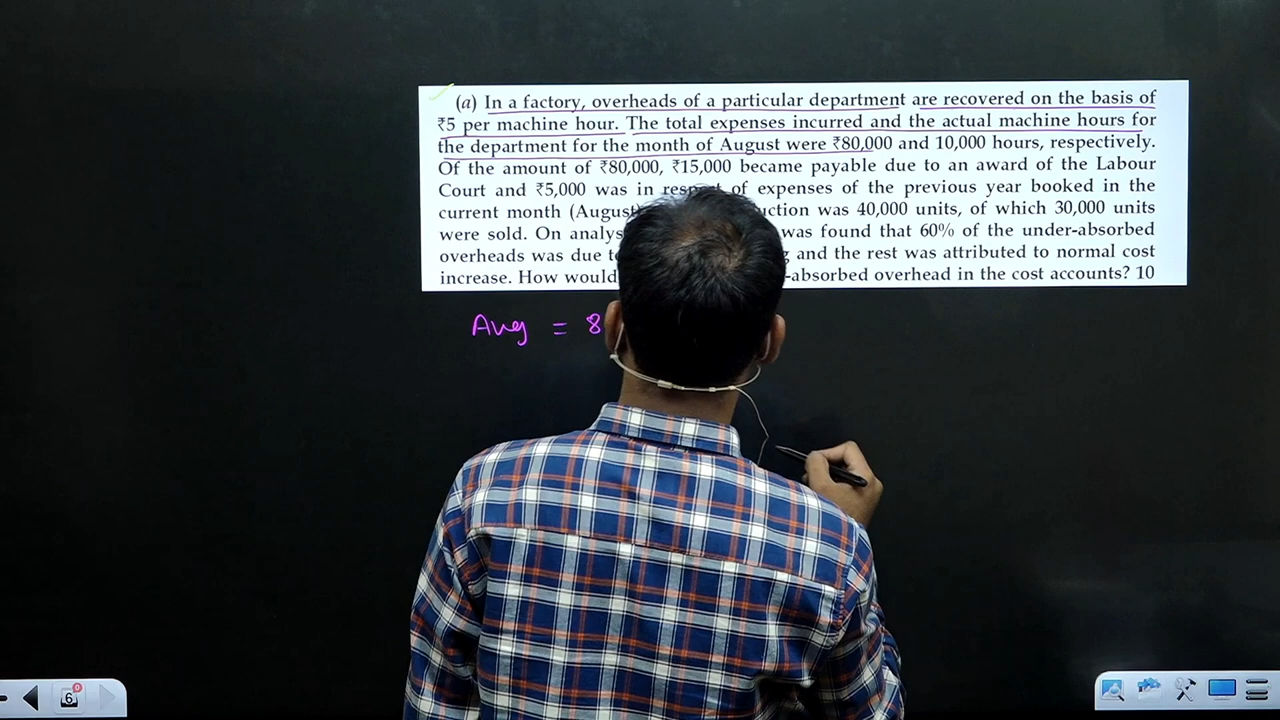 (a) In a factory, overheads of a particular department are recovered on the basis of
₹5 per machine hour. The total expenses incurred and the actual machine hours for
the department for the month of August were ₹80,000 and 10,000 hours, respectively.
Of the amount of ₹80,000, ₹15,000 became payable due to an award of the Labour
Court and ₹5,000 was in respect of expenses of the previous year booked in the
current month (August) uction was 40,000 units, of which 30,000 units
were sold. On analys was found that 60% of the under-absorbed
overheads was due to g and the rest was attributed to normal cost
increase. How would -absorbed overhead in the cost accounts? 10
Aug = 8
6